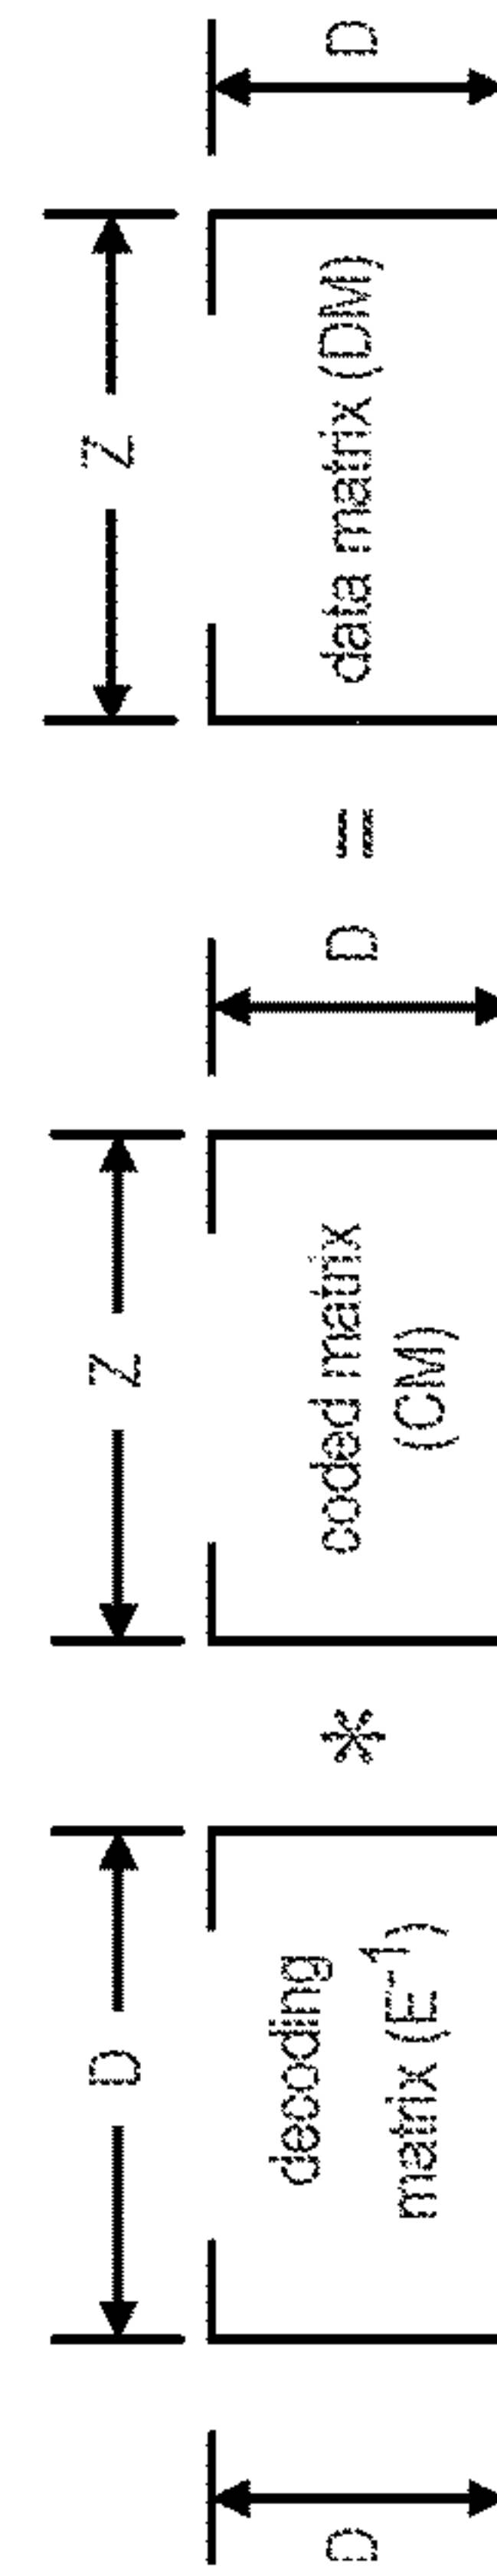 D
D
decoding
matrix (E⁻¹)
*
Z
coded matrix
(CM)
D
=
Z
data matrix (DM)
D